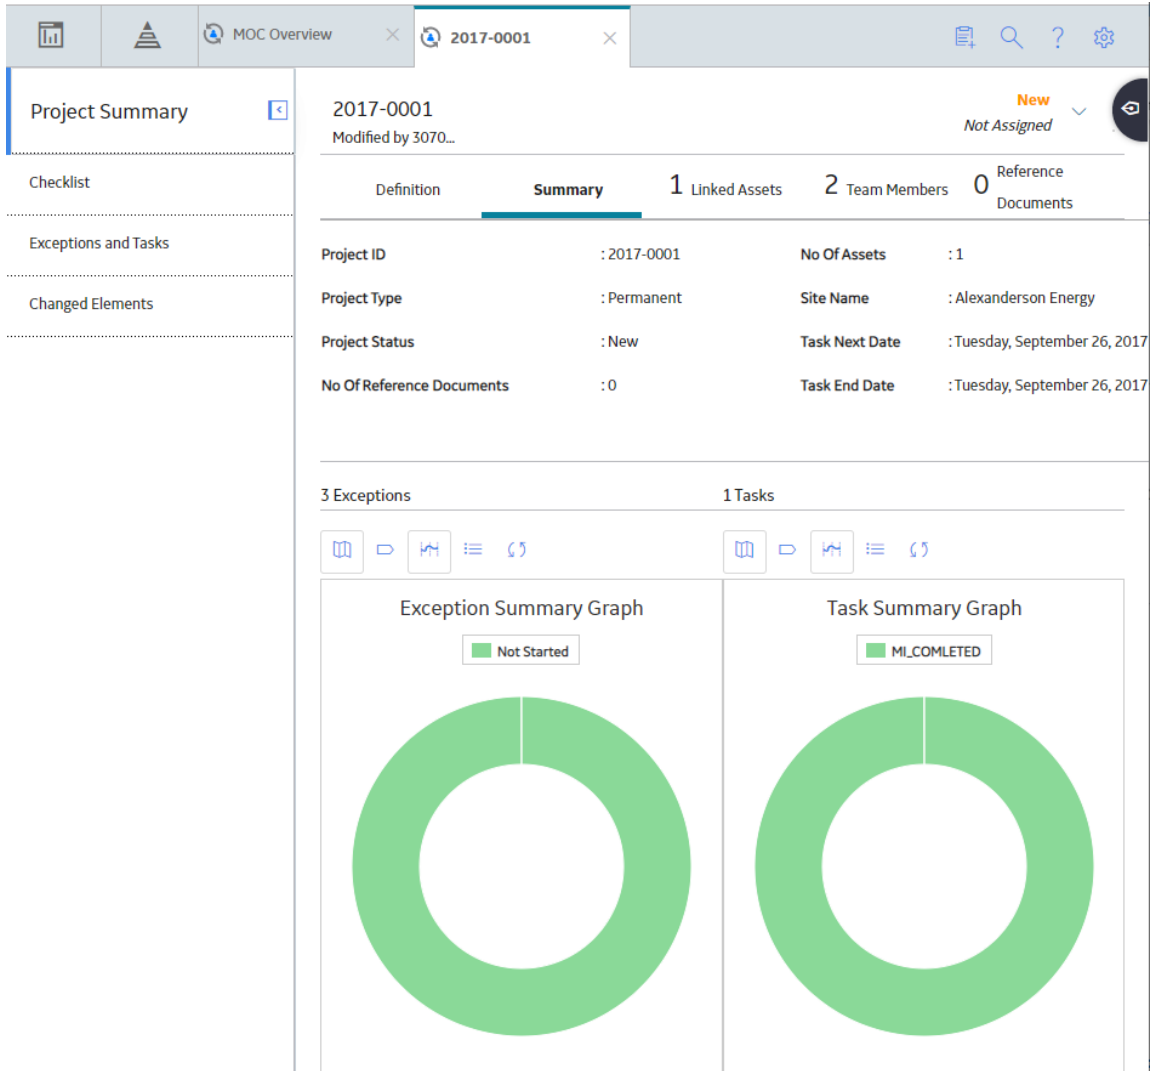 MOC Overview
2017-0001
Project Summary
2017-0001
Modified by 3070...
New
Not Assigned
Checklist
Exceptions and Tasks
Changed Elements
Definition
Summary
1 Linked Assets
2 Team Members
0 Reference
Documents
Project ID : 2017-0001 No Of Assets : 1
Project Type : Permanent Site Name : Alexanderson Energy
Project Status : New Task Next Date : Tuesday, September 26, 2017
No Of Reference Documents : 0 Task End Date : Tuesday, September 26, 2017
3 Exceptions
1 Tasks
Exception Summary Graph
Not Started
Task Summary Graph
MI_COMLETED